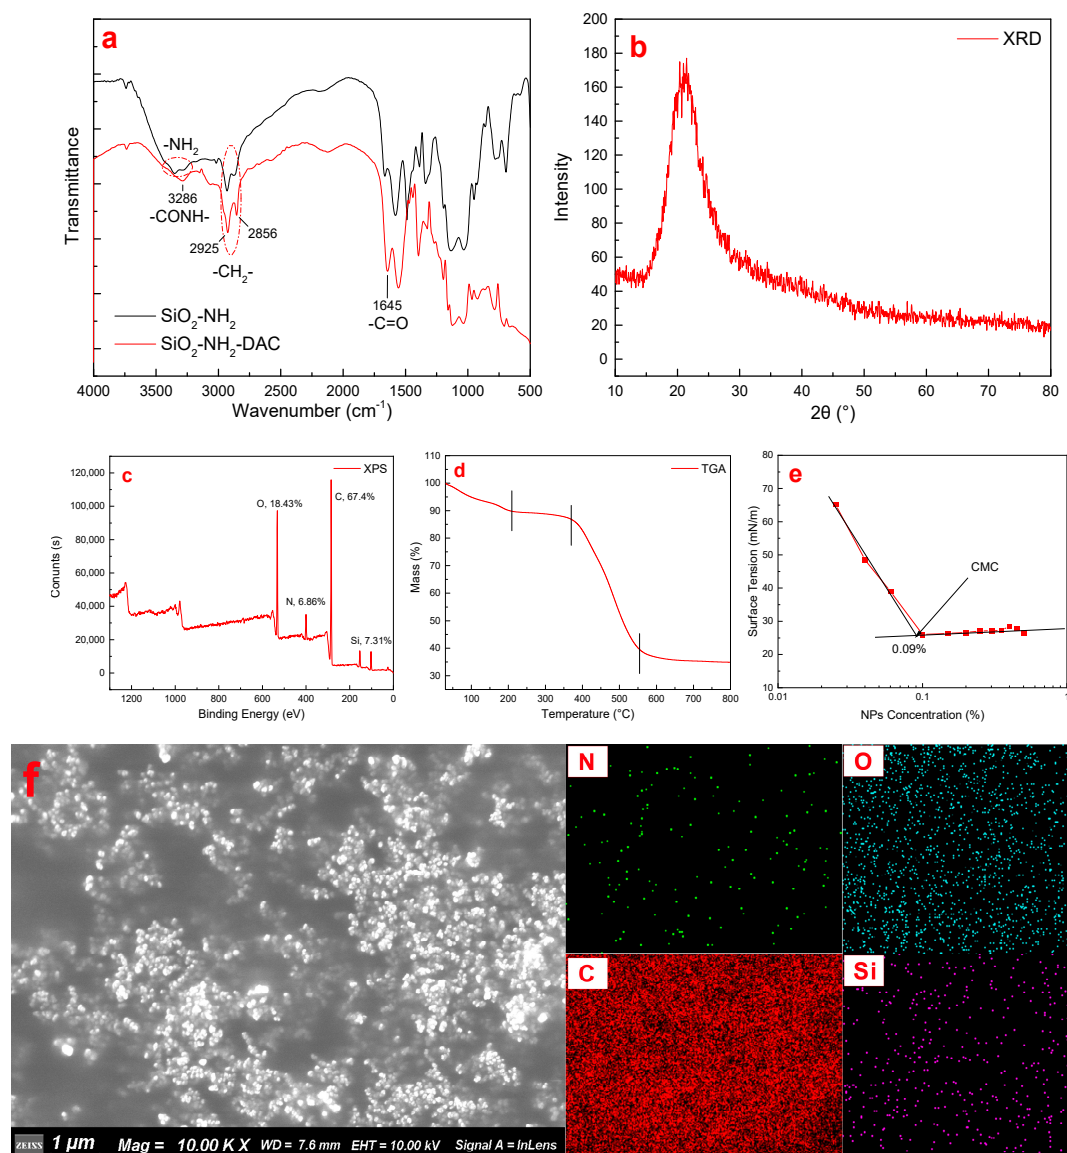 a
-NH2
3286
-CONH-
2925
2856
-CH2-
1645
-C=O
SiO2-NH2
SiO2-NH2-DAC
Transmittance
4000 3500 3000 2500 2000 1500 1000 500
Wavenumber (cm-1)
b
XRD
200
180
160
140
120
100
80
60
40
20
0
Intensity
10 20 30 40 50 60 70 80
2θ (°)
c
XPS
120,000
100,000
80,000
60,000
40,000
20,000
0
Conunts (s)
O, 18.43%
C, 67.4%
N, 6.86%
Si, 7.31%
1200 1000 800 600 400 200 0
Binding Energy (eV)
d
TGA
110
100
90
80
70
60
50
40
30
Mass (%)
100 200 300 400 500 600 700 800
Temperature (°C)
e
80
70
60
50
40
30
20
10
Surface Tension (mN/m)
CMC
0.09%
0.01 0.1 1
NPs Concentration (%)
f
N
O
C
Si
ZEISS 1 µm Mag = 10.00 K X WD = 7.6 mm EHT = 10.00 kV Signal A = InLens